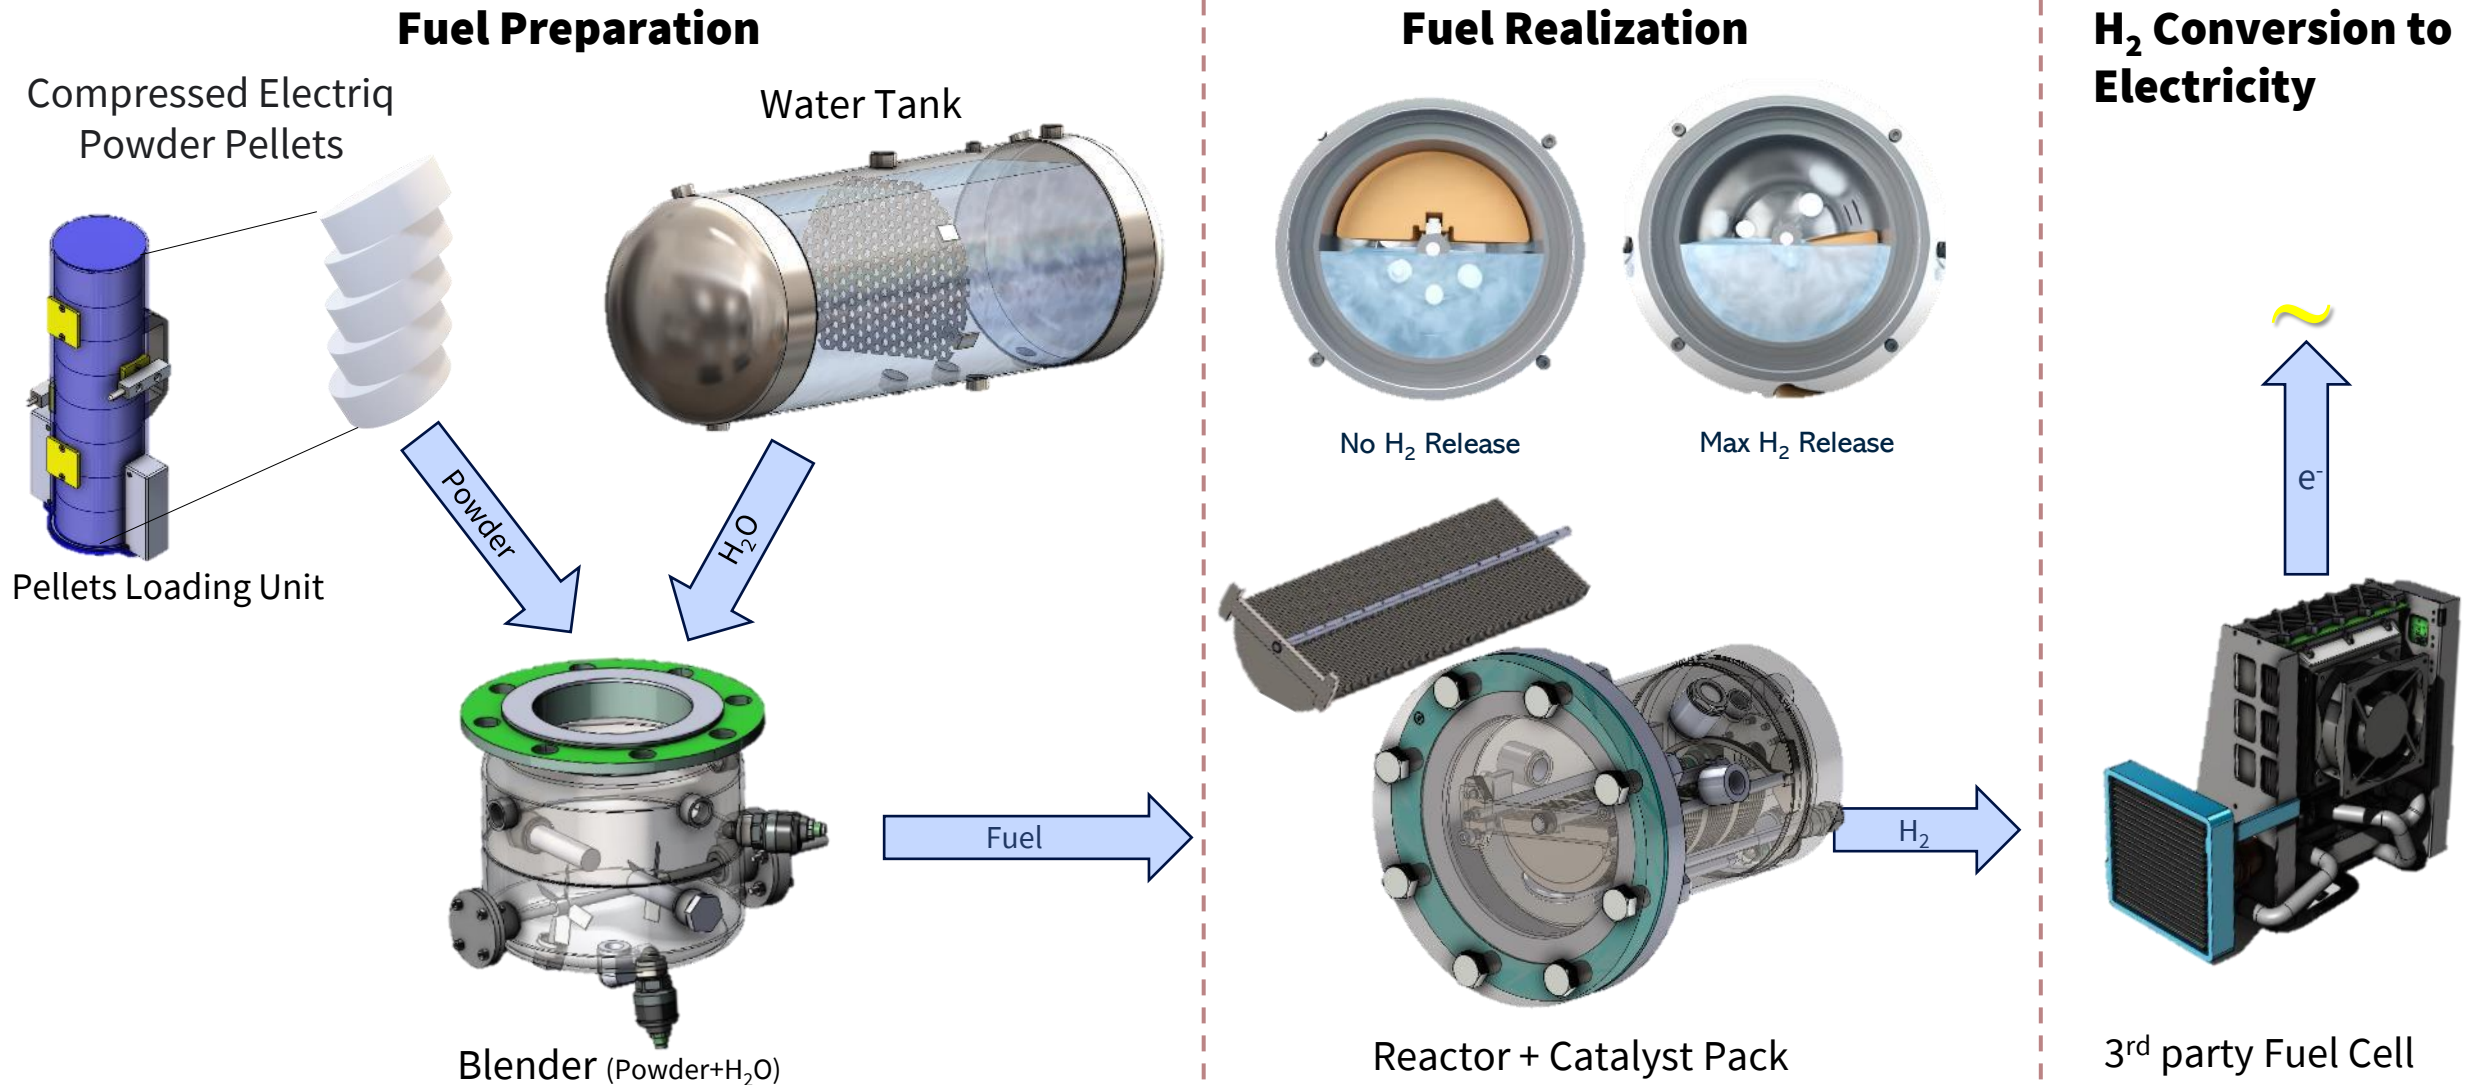 Fuel Preparation
Compressed Electriq
Powder Pellets
Water Tank
Powder
H₂O
Pellets Loading Unit
Blender (Powder+H₂O)
Fuel
Fuel Realization
No H₂ Release
Max H₂ Release
Reactor + Catalyst Pack
H₂
H₂ Conversion to
Electricity
~
e⁻
3ʳᵈ party Fuel Cell